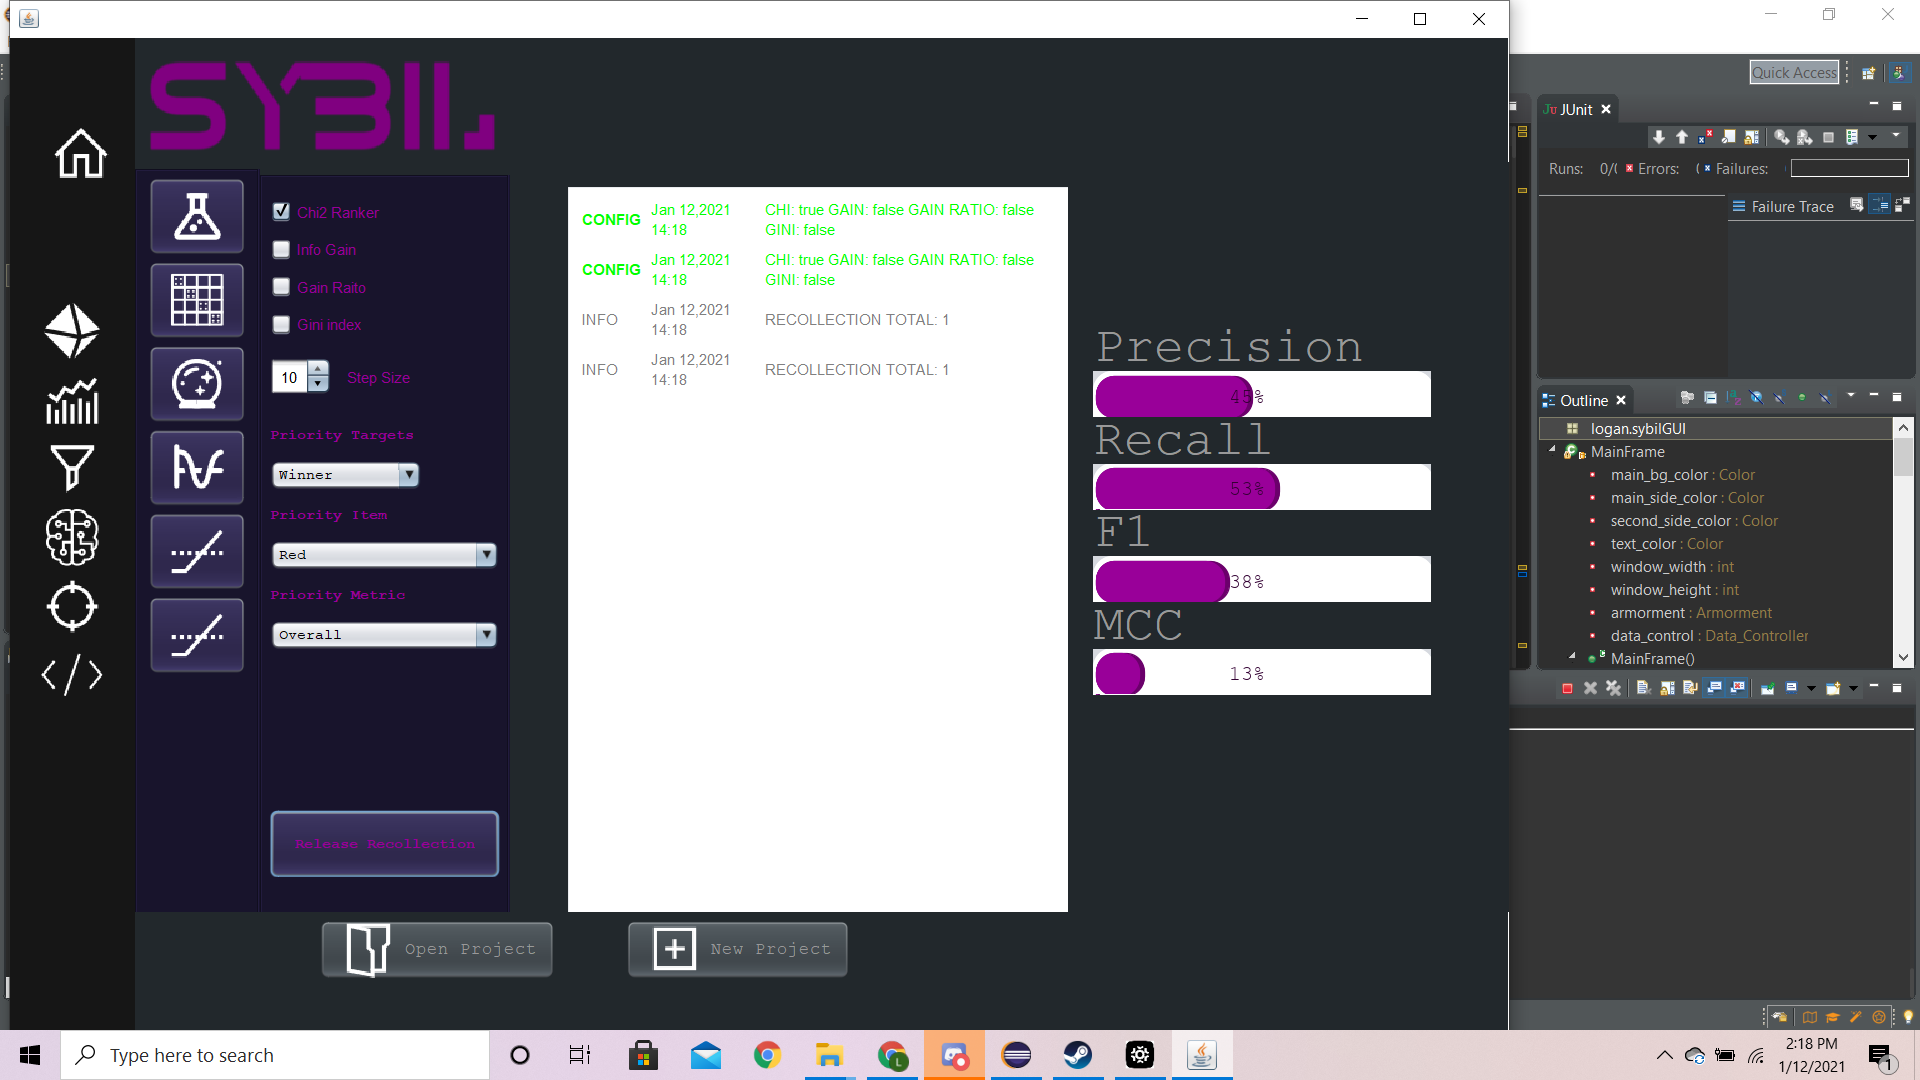 SYBIL
Chi2 Ranker
Info Gain
Gain Raito
Gini index
10 Step Size
Priority Targets
Winner
Priority Item
Red
Priority Metric
Overall
Release Recollection
CONFIG Jan 12,2021 14:18 CHI: true GAIN: false GAIN RATIO: false
GINI: false
CONFIG Jan 12,2021 14:18 CHI: true GAIN: false GAIN RATIO: false
GINI: false
INFO Jan 12,2021 14:18 RECOLLECTION TOTAL: 1
INFO Jan 12,2021 14:18 RECOLLECTION TOTAL: 1
Precision
45%
Recall
53%
F1
38%
MCC
13%
Open Project
New Project
Quick Access
JUnit
Runs: 0/ Errors: Failures:
Failure Trace
Outline
logan.sybilGUI
MainFrame
main_bg_color : Color
main_side_color : Color
second_side_color : Color
text_color : Color
window_width : int
window_height : int
armorment : Armorment
data_control : Data_Controller
MainFrame()
Type here to search
L
2:18 PM
1/12/2021
1